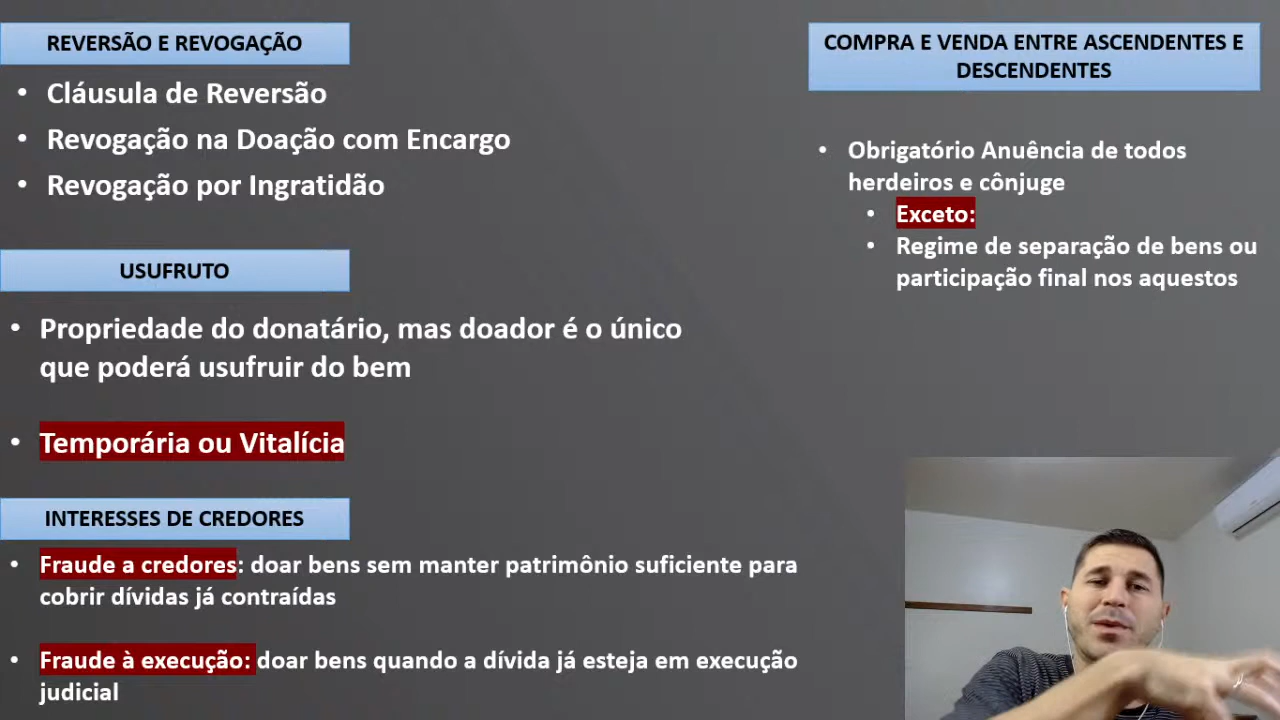 REVERSÃO E REVOGAÇÃO
• Cláusula de Reversão
• Revogação na Doação com Encargo
• Revogação por Ingratidão
USUFRUTO
• Propriedade do donatário, mas doador é o único
que poderá usufruir do bem
• Temporária ou Vitalícia
INTERESSES DE CREDORES
• Fraude a credores: doar bens sem manter patrimônio suficiente para
cobrir dívidas já contraídas
• Fraude à execução: doar bens quando a dívida já esteja em execução
judicial
COMPRA E VENDA ENTRE ASCENDENTES E
DESCENDENTES
• Obrigatório Anuência de todos
herdeiros e cônjuge
• Exceto:
• Regime de separação de bens ou
participação final nos aquestos